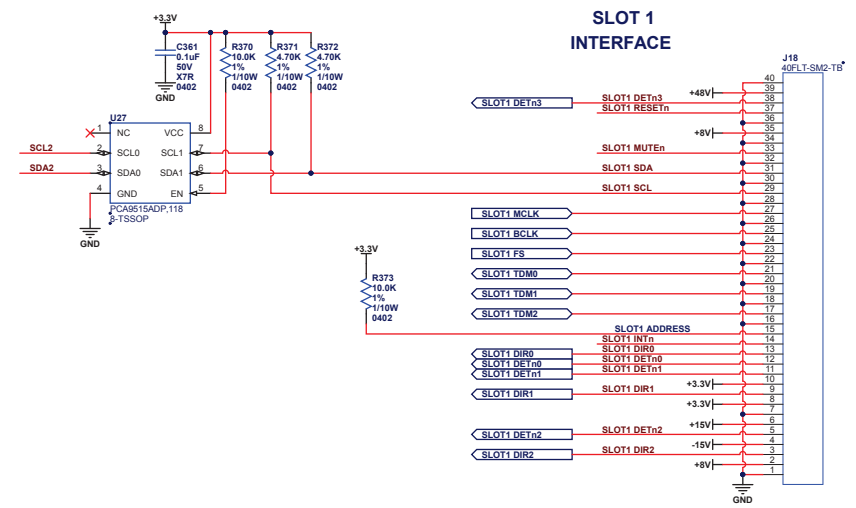 SLOT 1
INTERFACE
+3.3V
C361
0.1uF
50V
X7R
0402
GND
R370
10.0K
1%
1/10W
0402
R371
4.70K
1%
1/10W
0402
R372
4.70K
1%
1/10W
0402
U27
1 NC VCC 8
SCL2 2 SCL0 SCL1 7
SDA2 3 SDA0 SDA1 6
4 GND EN 5
PCA9515ADP,118
8-TSSOP
GND
+3.3V
R373
10.0K
1%
1/10W
0402
J18
40FLT-SM2-TB
40
+48V 39
SLOT1 DETn3 SLOT1 DETn3 38
SLOT1 RESETn 37
36
+8V 35
34
SLOT1 MUTEn 33
32
SLOT1 SDA 31
30
SLOT1 SCL 29
28
SLOT1 MCLK 27
26
SLOT1 BCLK 25
24
SLOT1 FS 23
22
SLOT1 TDM0 21
20
SLOT1 TDM1 19
18
SLOT1 TDM2 17
16
SLOT1 ADDRESS 15
SLOT1 INTn 14
SLOT1 DIR0 SLOT1 DIR0 13
SLOT1 DETn0 SLOT1 DETn0 12
SLOT1 DETn1 SLOT1 DETn1 11
+3.3V 10
SLOT1 DIR1 SLOT1 DIR1 9
+3.3V 8
7
+15V 6
SLOT1 DETn2 SLOT1 DETn2 5
-15V 4
SLOT1 DIR2 SLOT1 DIR2 3
+8V 2
1
GND